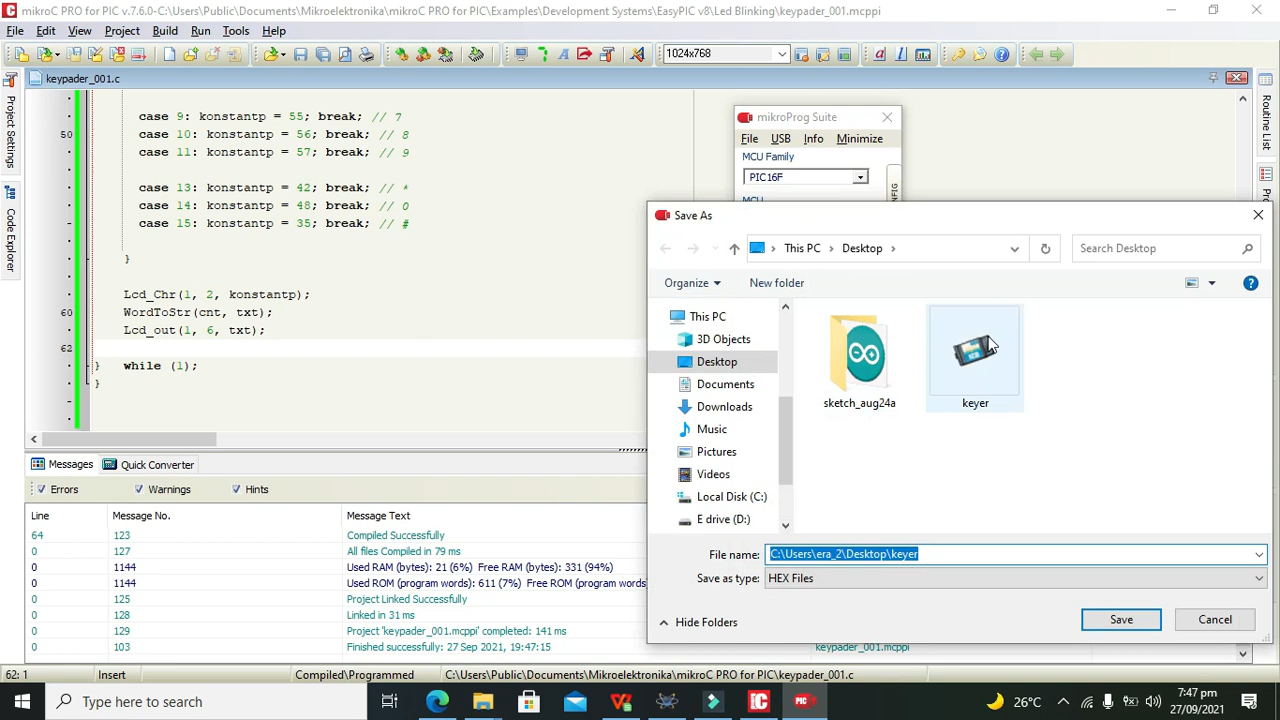 mikroC PRO for PIC v.7.6.0-C:\Users\Public\Documents\Mikroelektronika\mikroC PRO for PIC\Examples\Development Systems\EasyPIC v8\Led Blinking\keypader_001.mcppi
File Edit View Project Build Run Tools Help
1024x768
keypader_001.c
Project Settings
Code Explorer
Routine List
case 9: konstantp = 55; break; // 7
50 case 10: konstantp = 56; break; // 8
case 11: konstantp = 57; break; // 9
case 13: konstantp = 42; break; // *
case 14: konstantp = 48; break; // 0
case 15: konstantp = 35; break; // #
}
Lcd_Chr(1, 2, konstantp);
60 WordToStr(cnt, txt);
Lcd_out(1, 6, txt);
62
} while (1);
}
mikroProg Suite
File USB Info Minimize
MCU Family
PIC16F
MCU
CONFIG
Save As
This PC > Desktop >
Search Desktop
Organize New folder
This PC
3D Objects
Desktop
Documents
Downloads
Music
Pictures
Videos
Local Disk (C:)
E drive (D:)
sketch_aug24a
keyer
File name: C:\Users\era_2\Desktop\keyer
Save as type: HEX Files
Hide Folders
Save Cancel
Messages Quick Converter
Errors Warnings Hints
Line Message No. Message Text
64 123 Compiled Successfully
0 127 All files Compiled in 79 ms
0 1144 Used RAM (bytes): 21 (6%) Free RAM (bytes): 331 (94%)
0 1144 Used ROM (program words): 611 (7%) Free ROM (program words
0 125 Project Linked Successfully
0 128 Linked in 31 ms
0 129 Project 'keypader_001.mcppi' completed: 141 ms
0 103 Finished successfully: 27 Sep 2021, 19:47:15 keypader_001.mcppi
62: 1 Insert Compiled\Programmed C:\Users\Public\Documents\Mikroelektronika\mikroC PRO for PIC\keypader_001.c
Type here to search
26°C
7:47 pm
27/09/2021